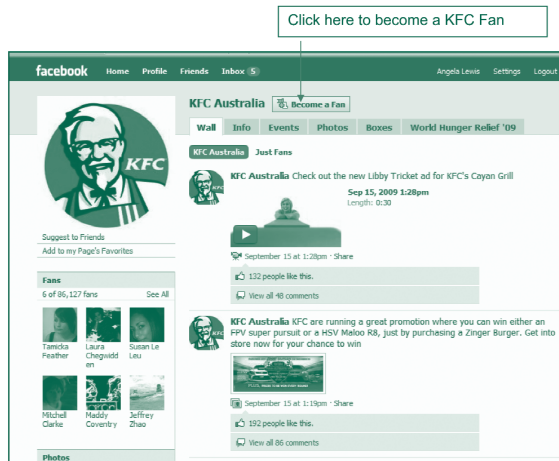 Click here to become a KFC Fan
facebook Home Profile Friends Inbox 5 Angela Lewis Settings Logout
KFC Australia Become a Fan
Wall Info Events Photos Boxes World Hunger Relief '09
KFC Australia Just Fans
KFC
KFC Australia Check out the new Libby Tricket ad for KFC's Cayan Grill
Sep 15, 2009 1:28pm
Length: 0:30
September 15 at 1:28pm · Share
132 people like this.
View all 48 comments
Suggest to Friends
Add to my Page's Favorites
Fans
6 of 86,127 fans See All
Tamicka Feather
Laura Chegwidd en
Susan Le Leu
Mitchell Clarke
Maddy Coventry
Jeffrey Zhao
Photos
KFC Australia KFC are running a great promotion where you can win either an
FPV super pursuit or a HSV Maloo R8, just by purchasing a Zinger Burger. Get into
store now for your chance to win
September 15 at 1:19pm · Share
192 people like this.
View all 86 comments